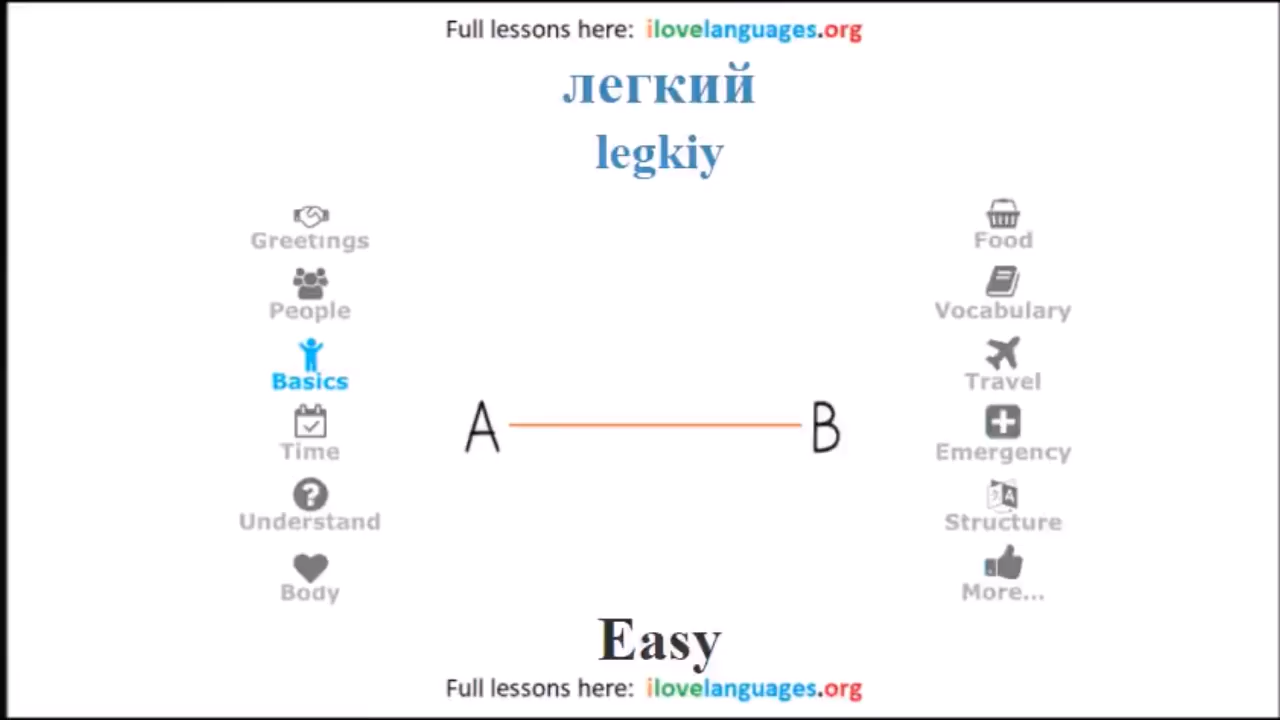 Full lessons here: ilovelanguages.org
легкий
legkiy
Greetings
People
Basics
Time
Understand
Body
Food
Vocabulary
Travel
Emergency
Structure
More...
A
B
Easy
Full lessons here: ilovelanguages.org